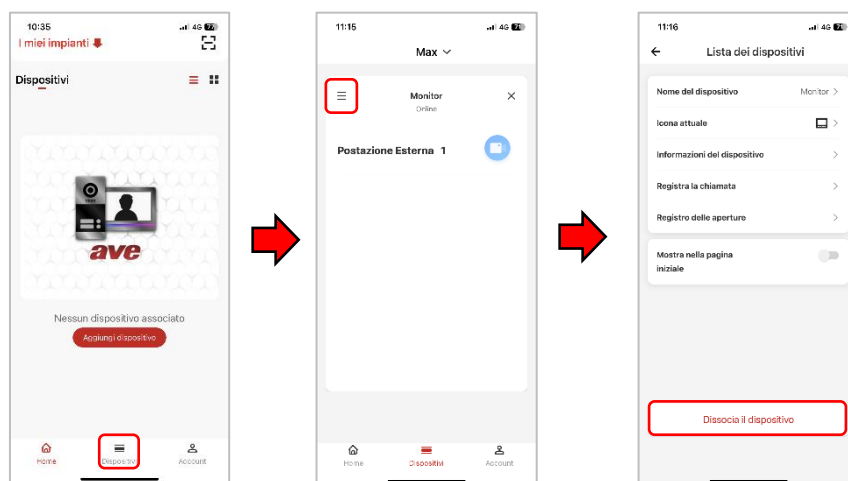 10:35
4G
I miei impianti
Dispositivi
ave
Nessun dispositivo associato
Aggiungi dispositivo
Home
Dispositivi
Account
11:15
4G
Max
Monitor
Online
Postazione Esterna 1
Home
Dispositivi
Account
11:16
4G
Lista dei dispositivi
Nome del dispositivo Monitor
Icona attuale
Informazioni del dispositivo
Registra la chiamata
Registro delle aperture
Mostra nella pagina
iniziale
Dissocia il dispositivo